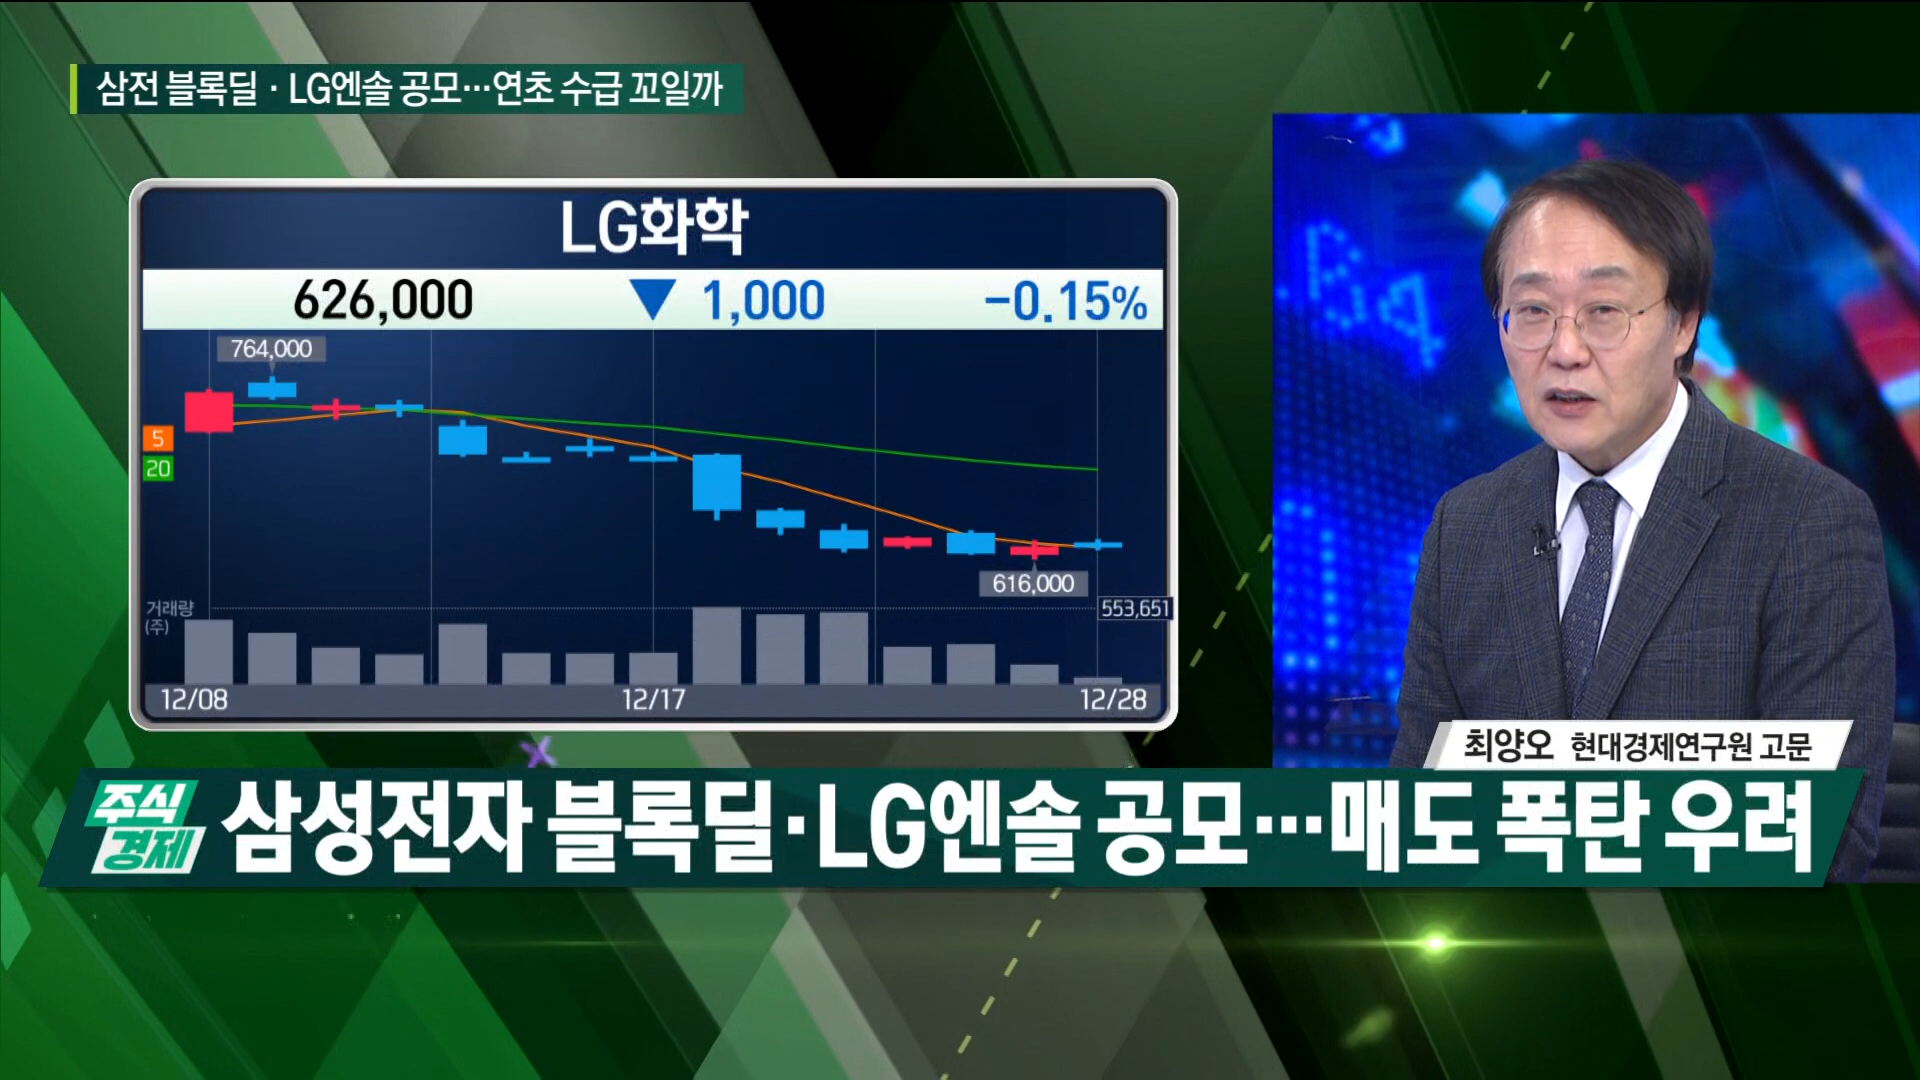 삼전 블록딜·LG엔솔 공모…연초 수급 꼬일까
LG화학
626,000 ▼ 1,000 -0.15%
764,000
5
20
616,000
거래량
(주)
553,651
12/08 12/17 12/28
최양오 현대경제연구원 고문
주식
경제
삼성전자 블록딜·LG엔솔 공모…매도 폭탄 우려